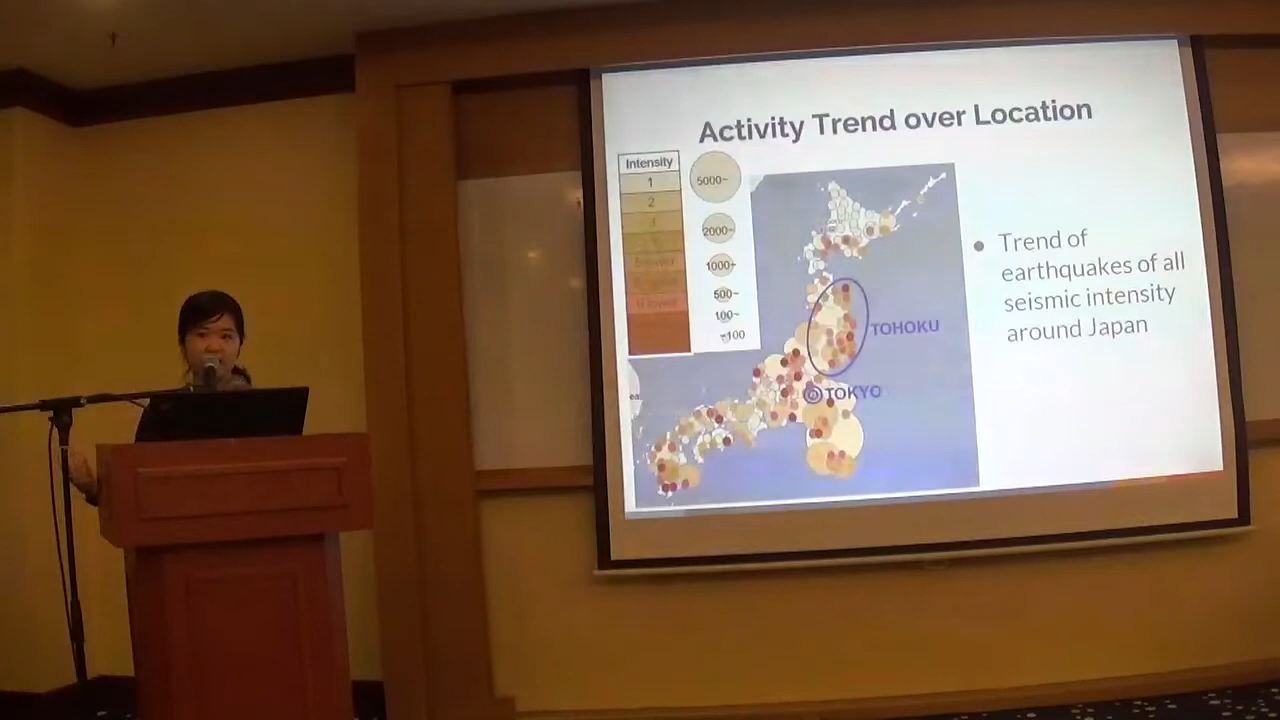 Activity Trend over Location
Intensity
1
2
3
5000~
2000~
1000~
500~
100~
~100
TOHOKU
TOKYO
● Trend of
earthquakes of all
seismic intensity
around Japan